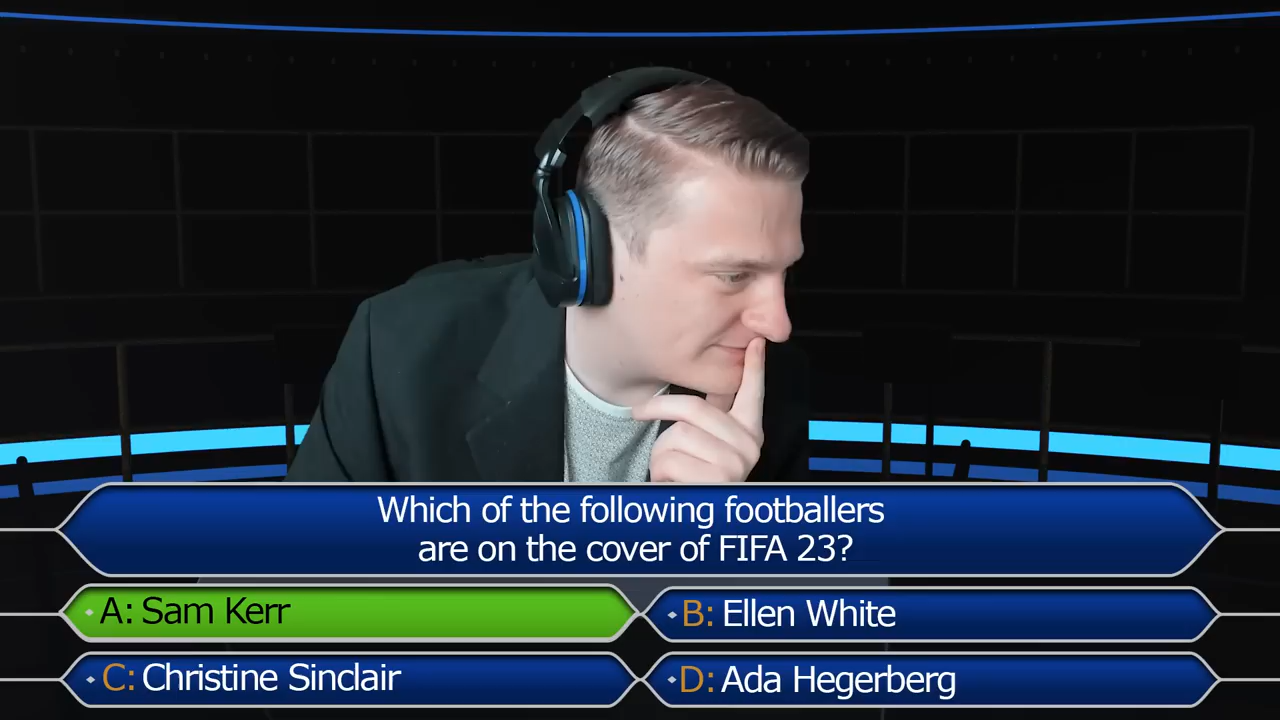 Which of the following footballers
are on the cover of FIFA 23?
A: Sam Kerr
B: Ellen White
C: Christine Sinclair
D: Ada Hegerberg